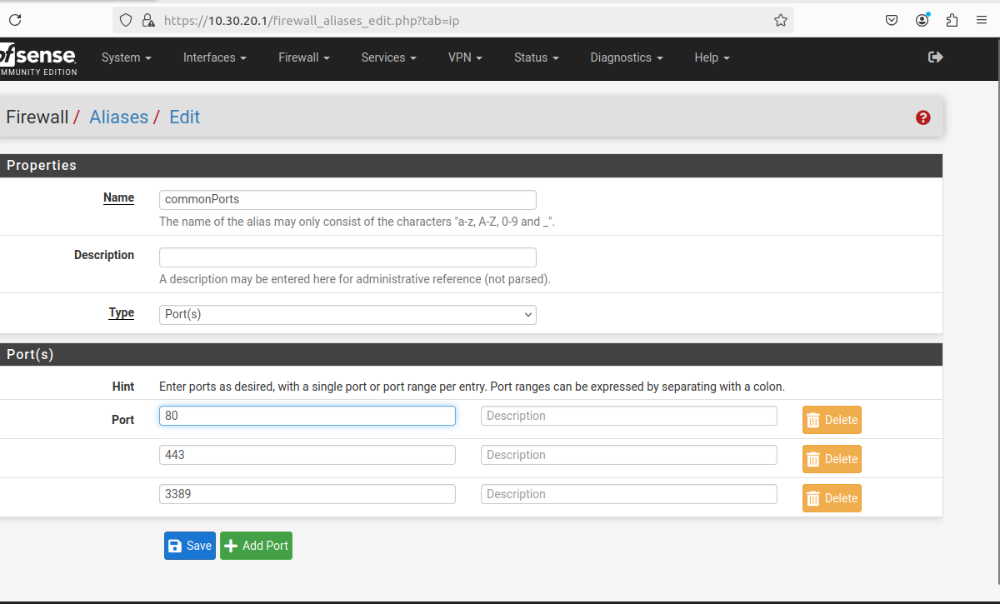 https://10.30.20.1/firewall_aliases_edit.php?tab=ip
fsense
MMUNITY EDITION
System Interfaces Firewall Services VPN Status Diagnostics Help
Firewall / Aliases / Edit
Properties
Name commonPorts
The name of the alias may only consist of the characters "a-z, A-Z, 0-9 and _".
Description
A description may be entered here for administrative reference (not parsed).
Type Port(s)
Port(s)
Hint Enter ports as desired, with a single port or port range per entry. Port ranges can be expressed by separating with a colon.
Port 80 Description Delete
443 Description Delete
3389 Description Delete
Save Add Port